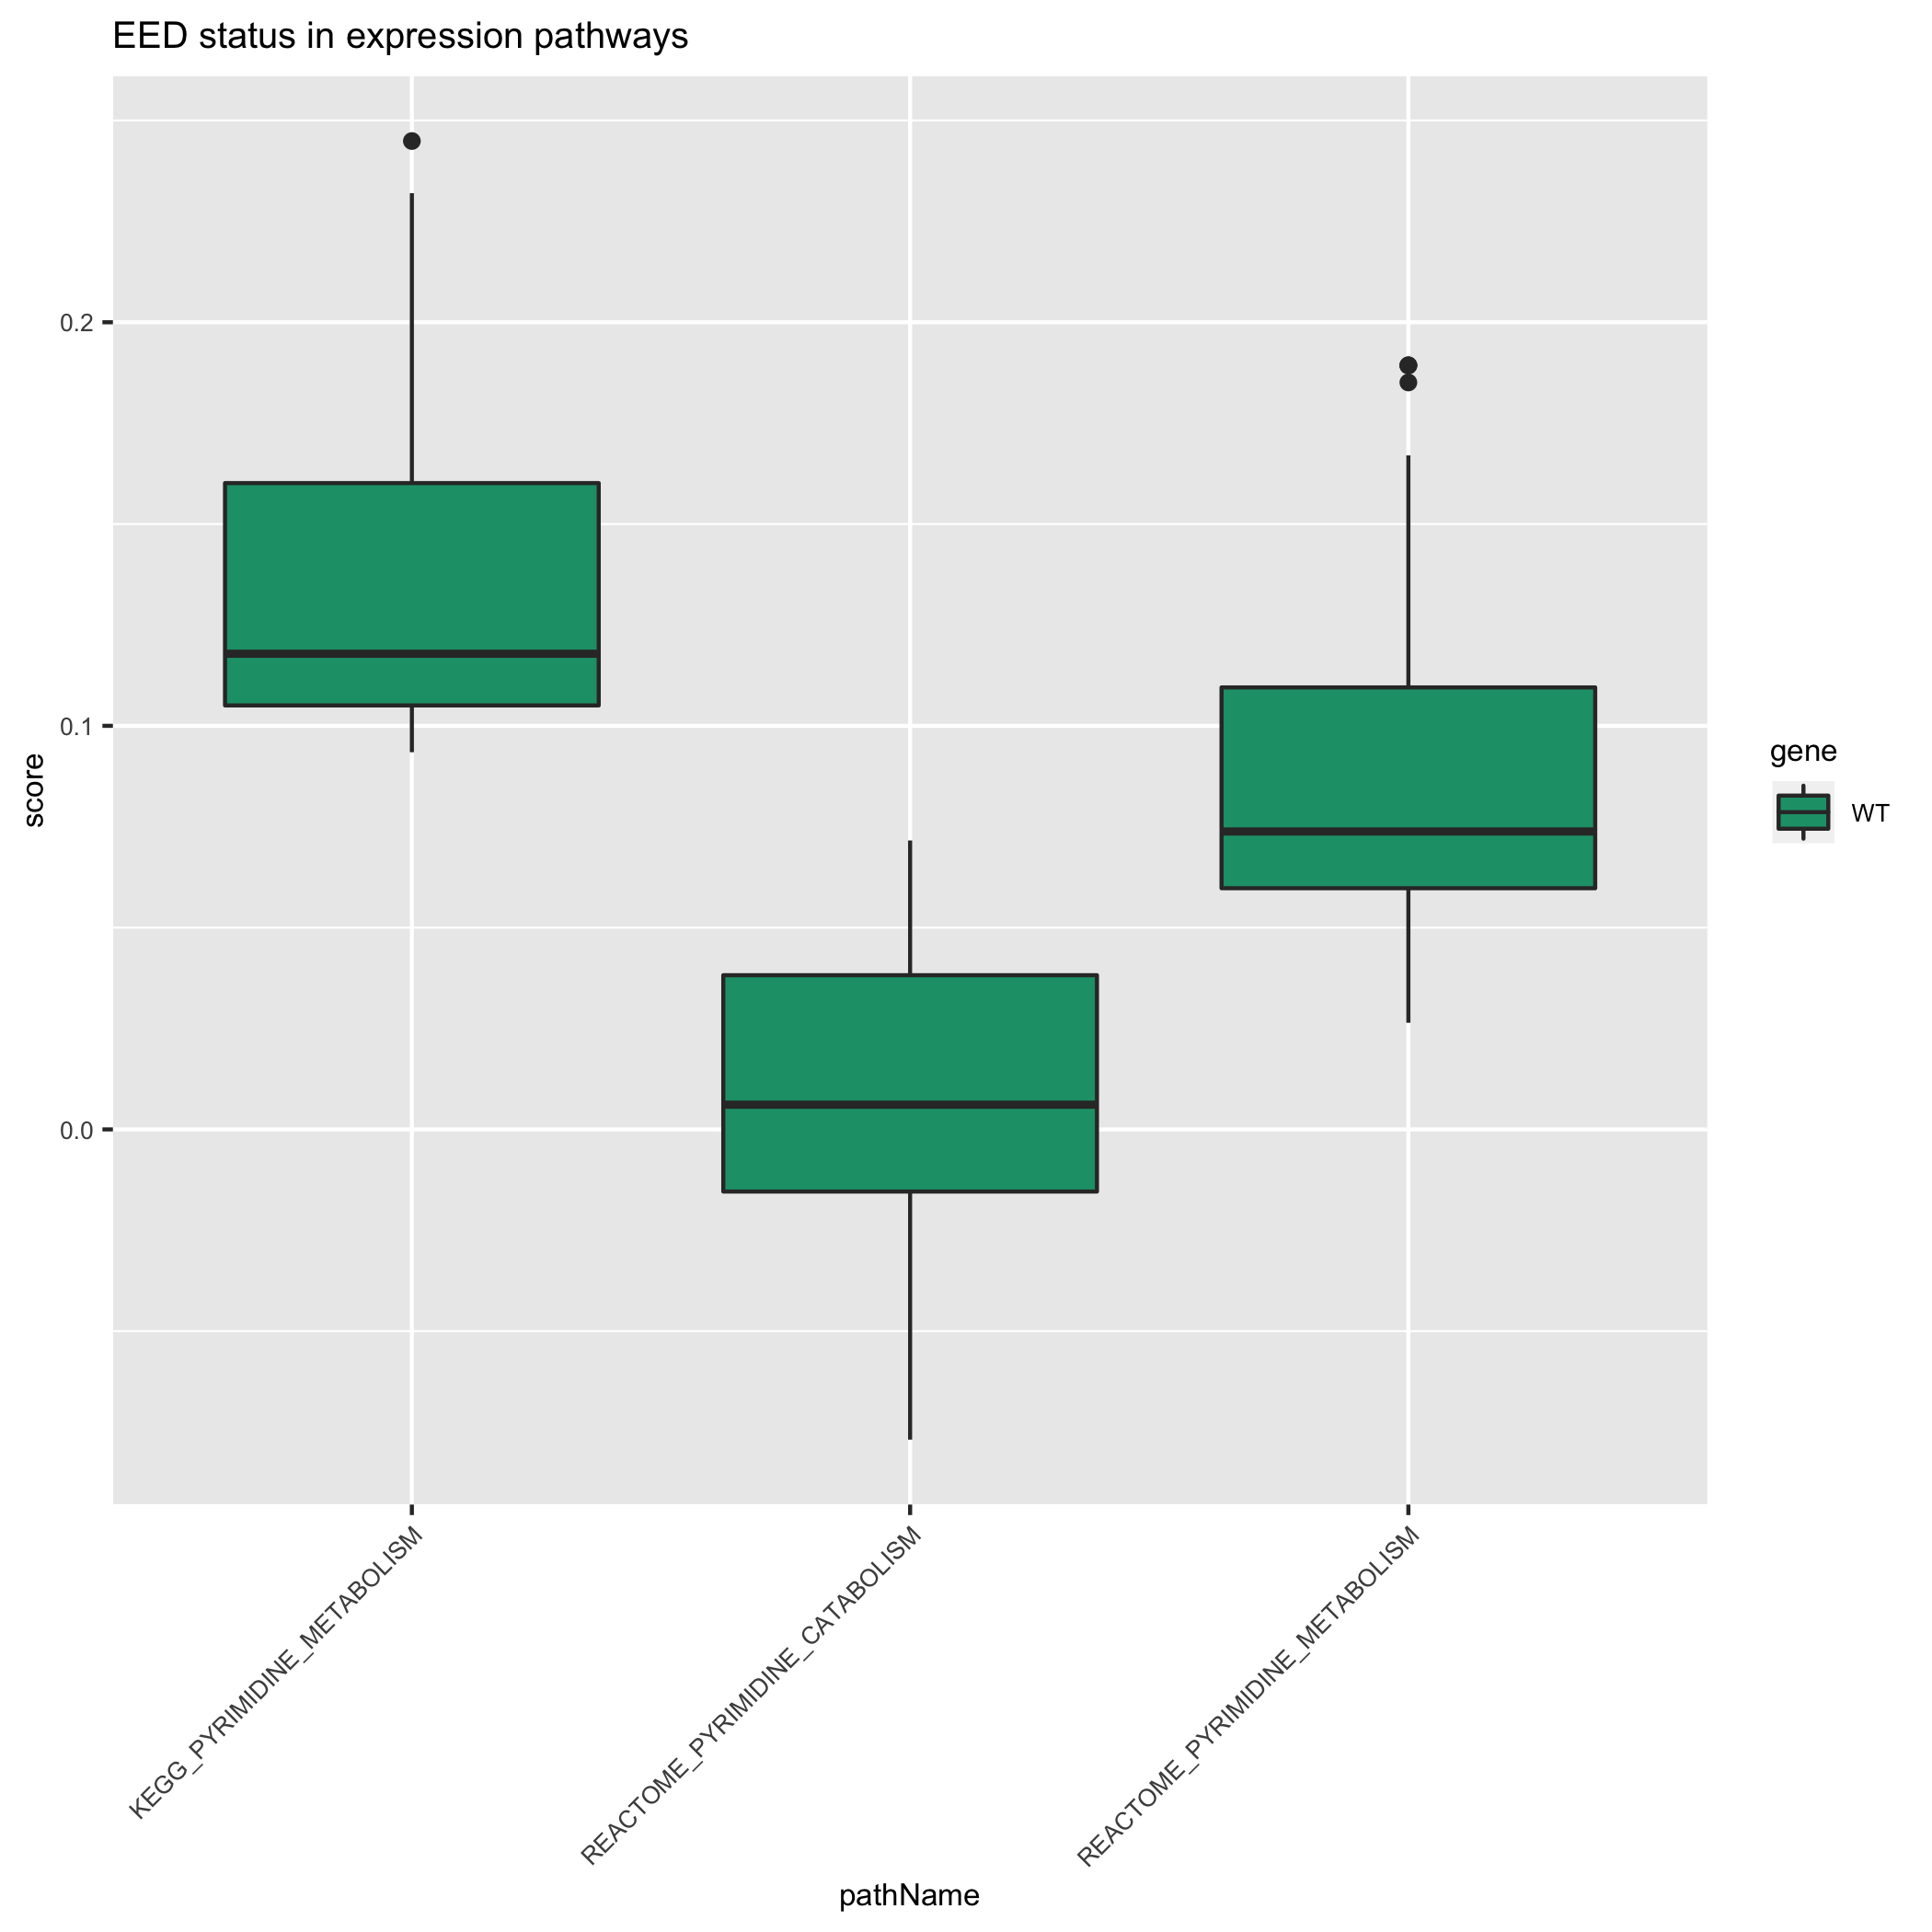 EED status in expression pathways
score
0.2
0.1
0.0
KEGG_PYRIMIDINE_METABOLISM
REACTOME_PYRIMIDINE_CATABOLISM
REACTOME_PYRIMIDINE_METABOLISM
pathName
gene
WT